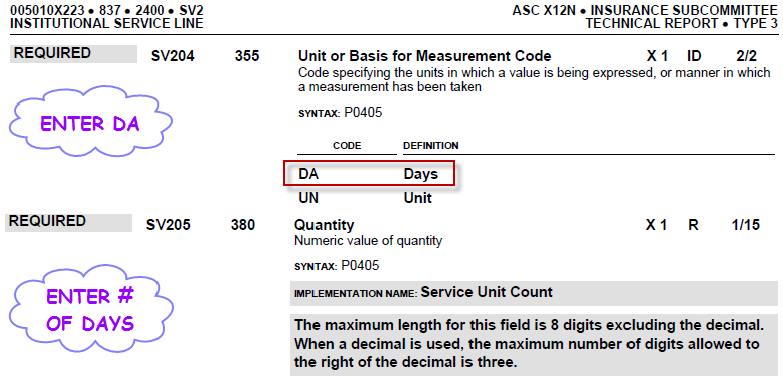 005010X223 • 837 • 2400 • SV2
INSTITUTIONAL SERVICE LINE
ASC X12N • INSURANCE SUBCOMMITTEE
TECHNICAL REPORT • TYPE 3
REQUIRED SV204 355 Unit or Basis for Measurement Code X 1 ID 2/2
Code specifying the units in which a value is being expressed, or manner in which
a measurement has been taken
SYNTAX: P0405
ENTER DA
CODE DEFINITION
DA Days
UN Unit
REQUIRED SV205 380 Quantity X 1 R 1/15
Numeric value of quantity
SYNTAX: P0405
ENTER #
OF DAYS
IMPLEMENTATION NAME: Service Unit Count
The maximum length for this field is 8 digits excluding the decimal.
When a decimal is used, the maximum number of digits allowed to
the right of the decimal is three.